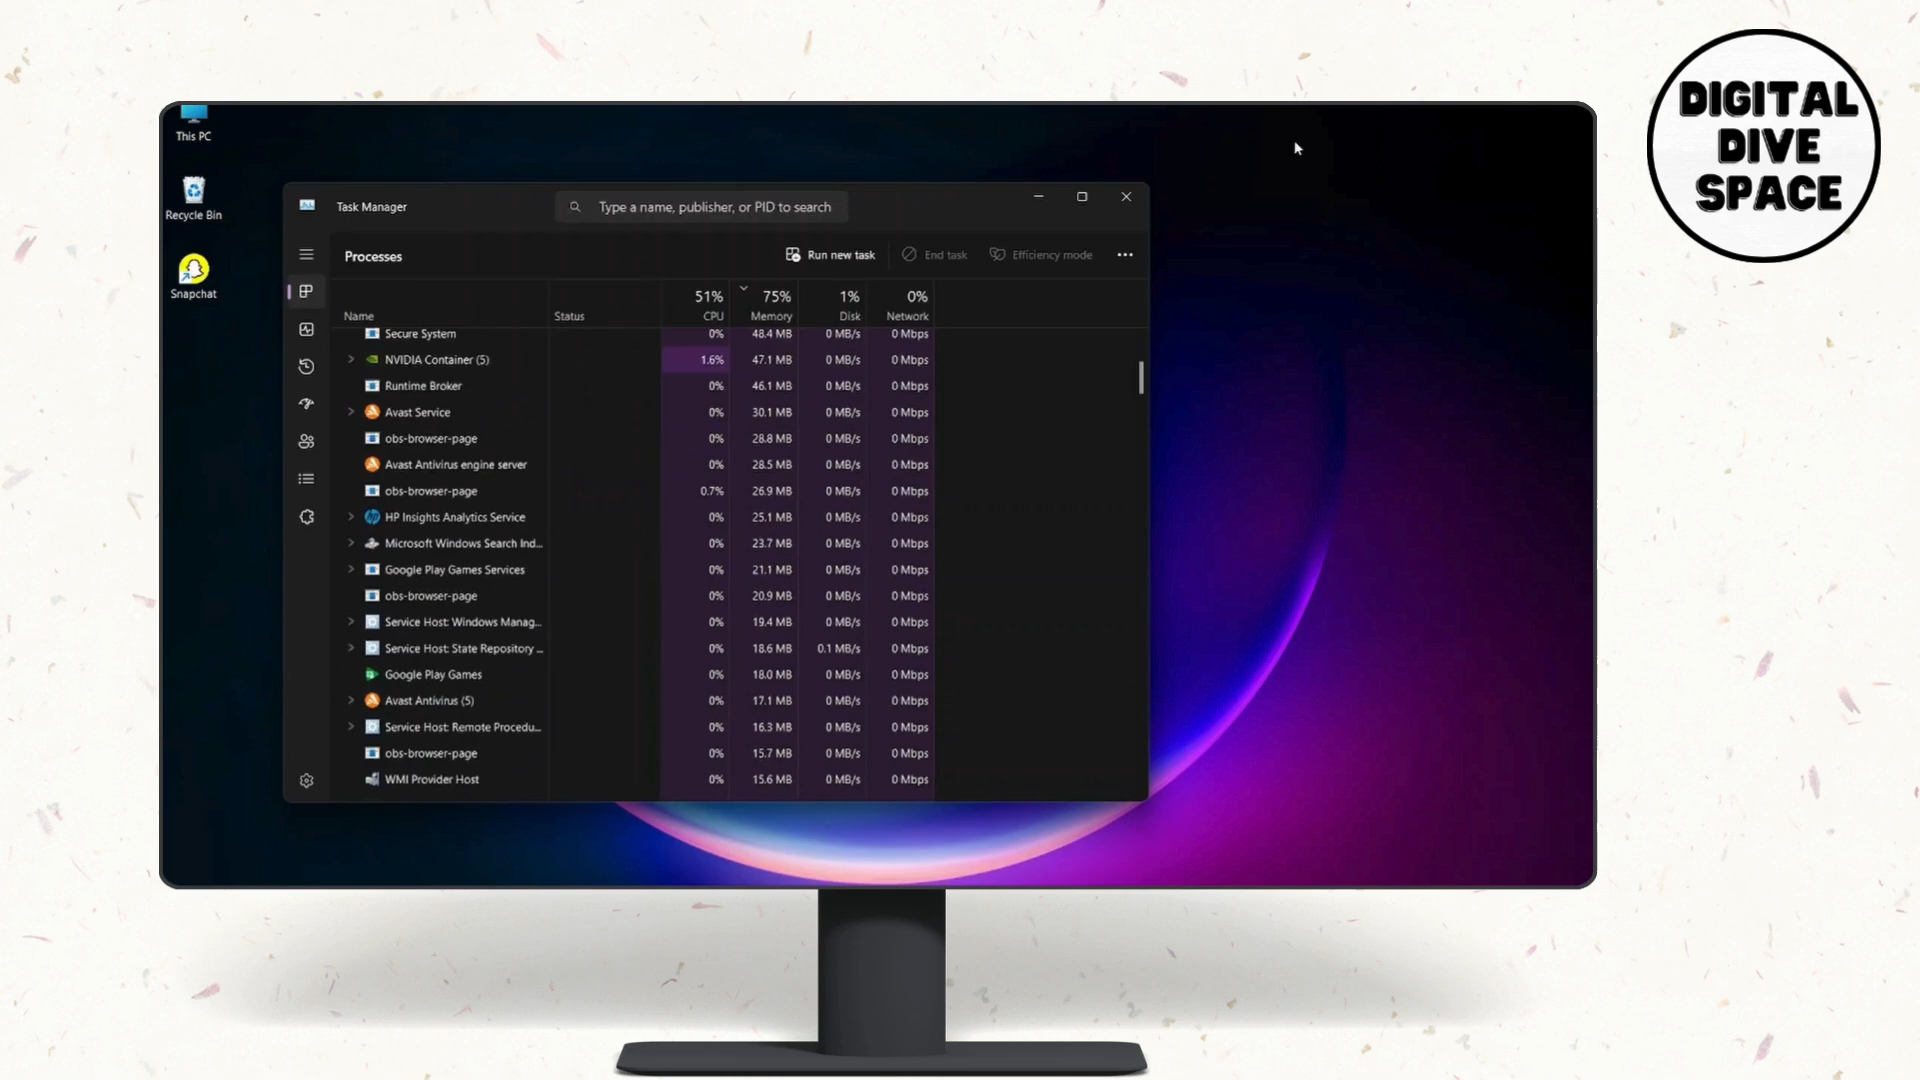 DIGITAL
DIVE
SPACE
This PC
Recycle Bin
Snapchat
Task Manager
Type a name, publisher, or PID to search
Processes
Run new task
End task
Efficiency mode
51% 75% 1% 0%
Name Status CPU Memory Disk Network
Secure System 0% 48.4 MB 0 MB/s 0 Mbps
NVIDIA Container (5) 1.6% 47.1 MB 0 MB/s 0 Mbps
Runtime Broker 0% 46.1 MB 0 MB/s 0 Mbps
Avast Service 0% 30.1 MB 0 MB/s 0 Mbps
obs-browser-page 0% 28.8 MB 0 MB/s 0 Mbps
Avast Antivirus engine server 0% 28.5 MB 0 MB/s 0 Mbps
obs-browser-page 0.7% 26.9 MB 0 MB/s 0 Mbps
HP Insights Analytics Service 0% 25.1 MB 0 MB/s 0 Mbps
Microsoft Windows Search Ind... 0% 23.7 MB 0 MB/s 0 Mbps
Google Play Games Services 0% 21.1 MB 0 MB/s 0 Mbps
obs-browser-page 0% 20.9 MB 0 MB/s 0 Mbps
Service Host: Windows Manag... 0% 19.4 MB 0 MB/s 0 Mbps
Service Host: State Repository ... 0% 18.6 MB 0.1 MB/s 0 Mbps
Google Play Games 0% 18.0 MB 0 MB/s 0 Mbps
Avast Antivirus (5) 0% 17.1 MB 0 MB/s 0 Mbps
Service Host: Remote Procedu... 0% 16.3 MB 0 MB/s 0 Mbps
obs-browser-page 0% 15.7 MB 0 MB/s 0 Mbps
WMI Provider Host 0% 15.6 MB 0 MB/s 0 Mbps